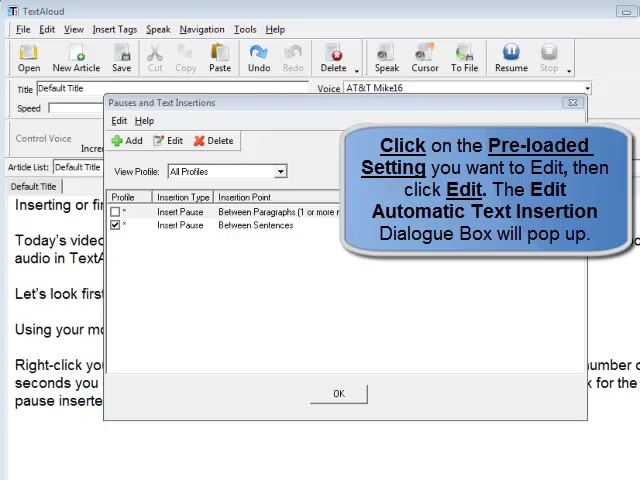 TextAloud
File Edit View Insert Tags Speak Navigation Tools Help
Open New Article Save Cut Copy Paste Undo Redo Delete Speak Cursor To File Resume Stop
Title Default Title Voice AT&T Mike16
Speed
Control Voice
Article List: Default Title
Default Title
Pauses and Text Insertions
Edit Help
Add Edit Delete
View Profile: All Profiles
Profile Insertion Type Insertion Point
* Insert Pause Between Paragraphs (1 or more
* Insert Pause Between Sentences
OK
Click on the Pre-loaded
Setting you want to Edit, then
click Edit. The Edit
Automatic Text Insertion
Dialogue Box will pop up.
Inserting or
Today's video
audio in TextA
Let's look first
Using your
Right-click you
number o
seconds you
for the
pause inserte